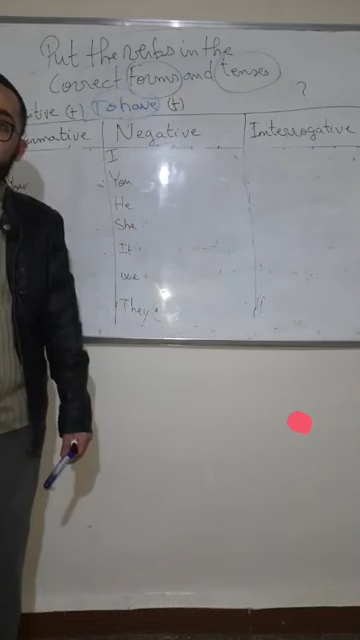 Put the verbs in the
correct forms and tenses
?
(+) To have (t)
Negative Interrogative
I
You
He
She
It
we
They